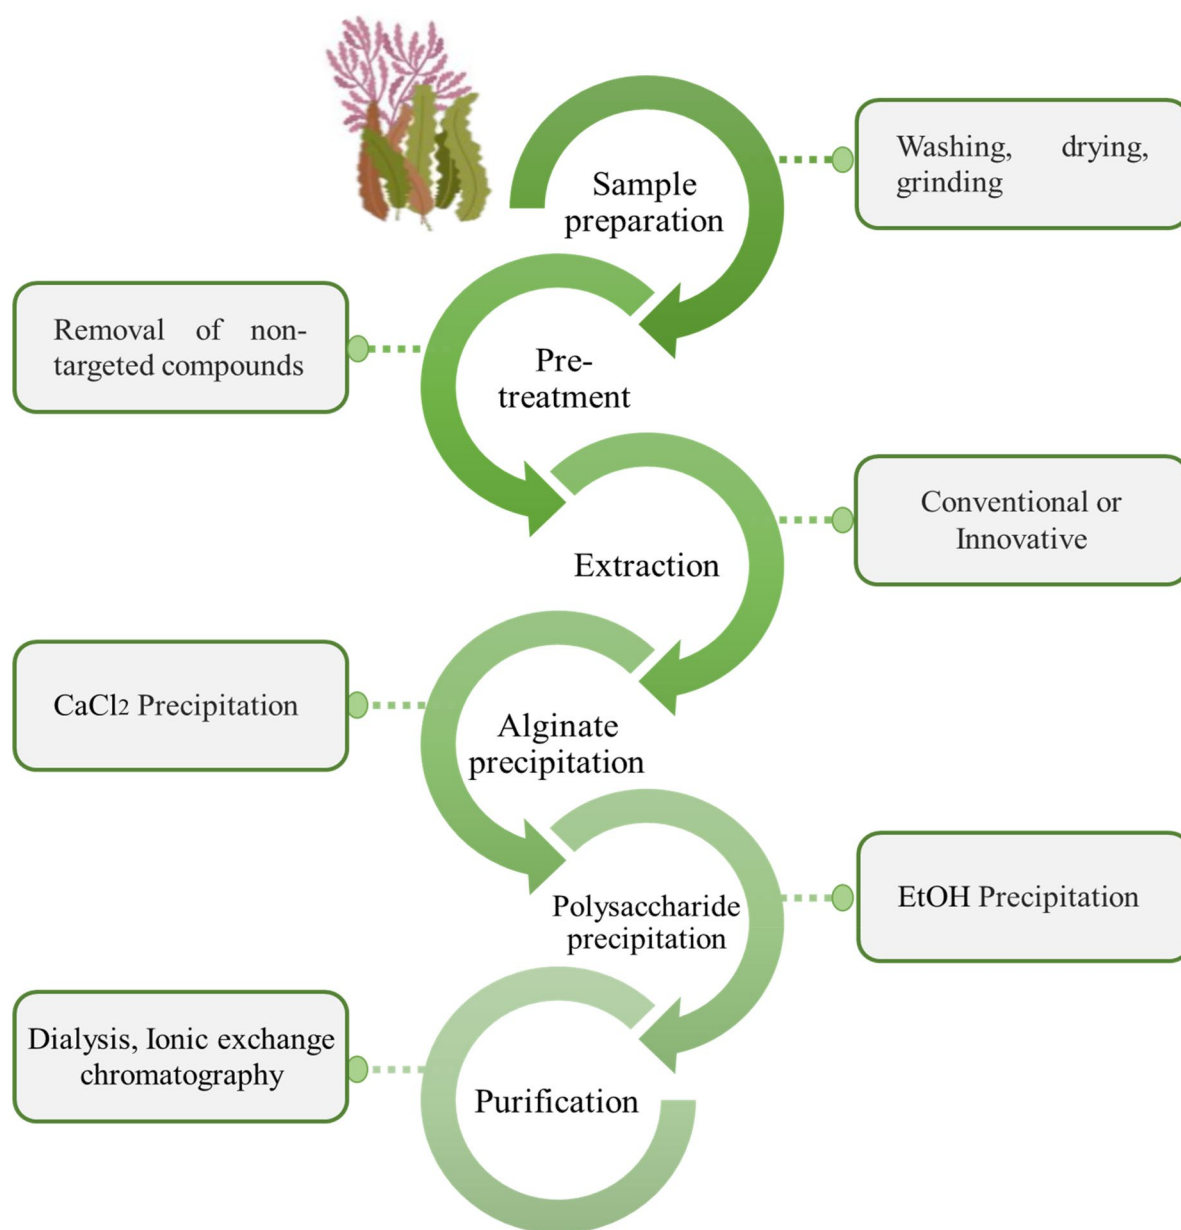 Sample
preparation
Washing, drying,
grinding
Removal of non-
targeted compounds
Pre-
treatment
Extraction
Conventional or
Innovative
CaCl2 Precipitation
Alginate
precipitation
Polysaccharide
precipitation
EtOH Precipitation
Dialysis, Ionic exchange
chromatography
Purification